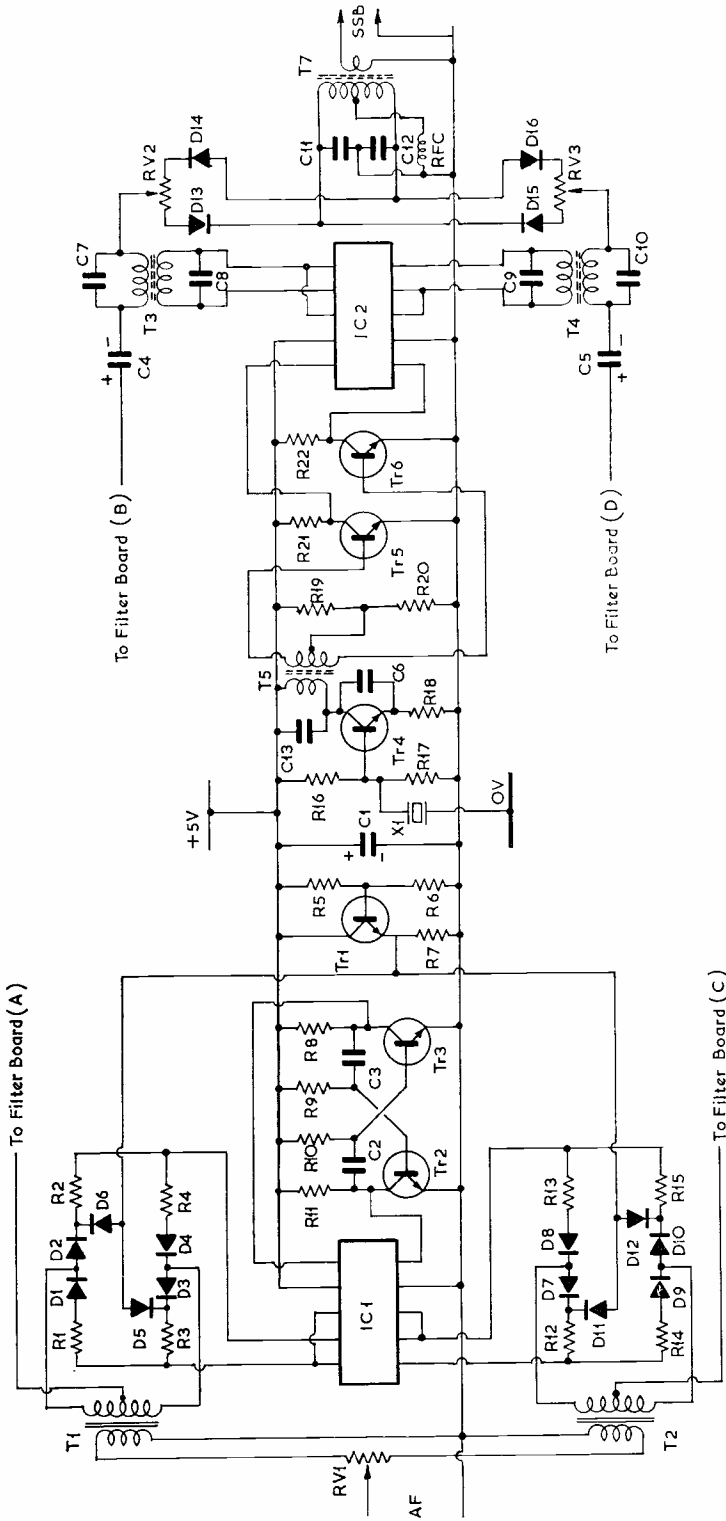 To Filter Board (A)
To Filter Board (B)
To Filter Board (C)
To Filter Board (D)
T1
R1
D1
D2
R2
D6
D5
R3
D3
D4
R4
RV1
AF
IC1
R11
R10
R9
R8
C2
C3
Tr2
Tr3
T2
R12
D7
D8
R13
D11
D12
R14
D9
D10
R15
Tr1
R5
R6
R7
+5V
+
C1
-
0V
X1
R16
R17
C13
T5
Tr4
C6
R18
R19
R20
R21
Tr5
R22
Tr6
IC2
+
-
C4
C7
T3
C8
RV2
D13
D14
C5
+
-
C9
T4
C10
RV3
D15
D16
C11
C12
RFC
T7
SSB